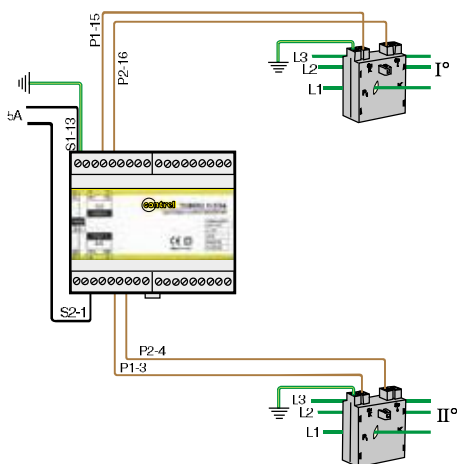 P1-15
P2-16
L3
L2
L1
I°
5A
S1-13
contrel
CE
S2-1
P2-4
P1-3
L3
L2
L1
II°